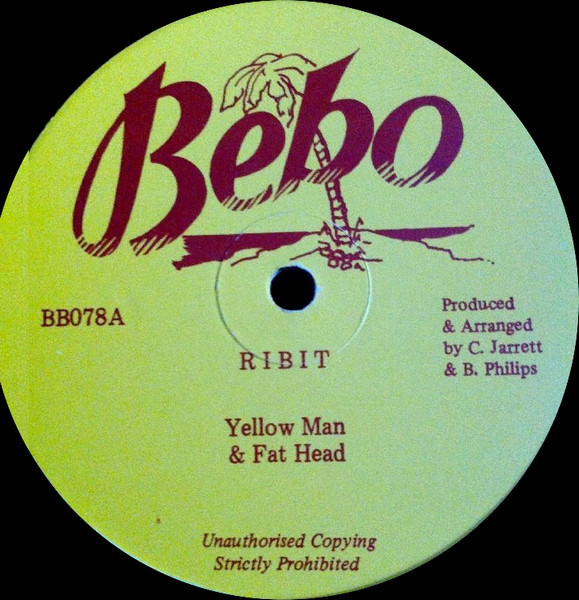 Bebo
BB078A
Produced
& Arranged
by C. Jarrett
& B. Philips
RIBIT
Yellow Man
& Fat Head
Unauthorised Copying
Strictly Prohibited